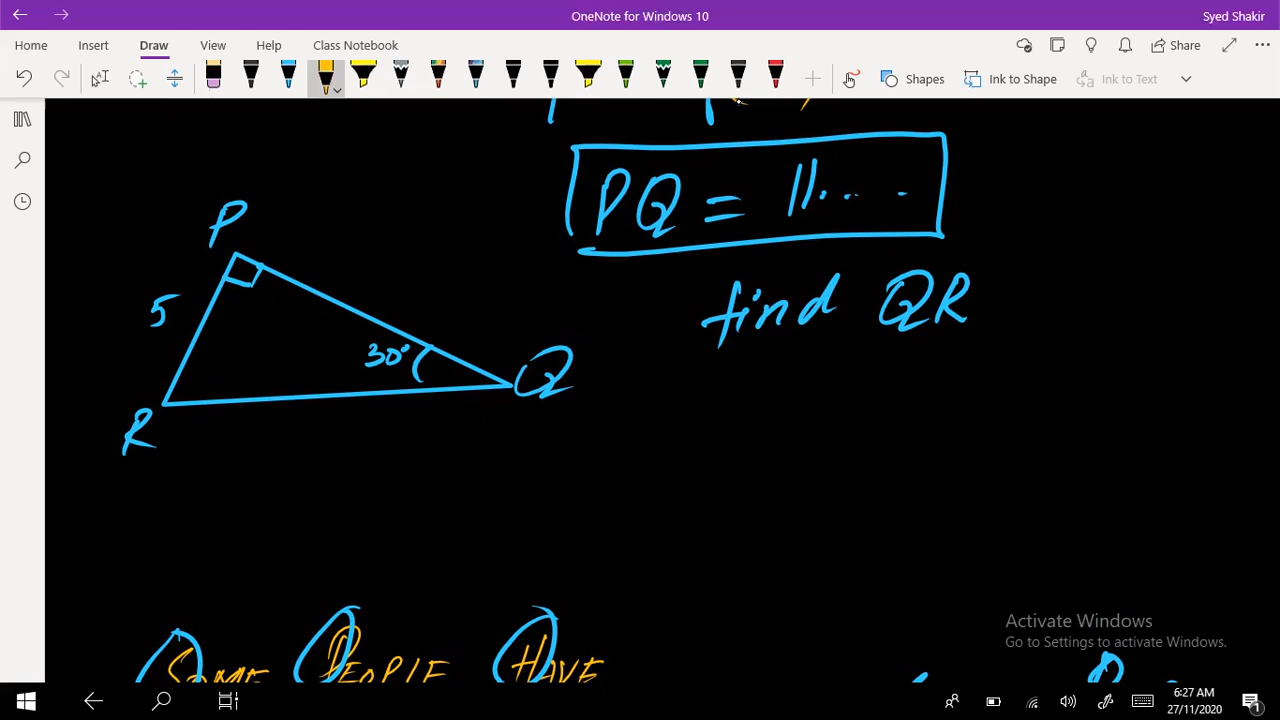 OneNote for Windows 10
Syed Shakir
Home Insert Draw View Help Class Notebook
Share
Shapes Ink to Shape Ink to Text
PQ = 11....
find QR
P
5
30°
Q
R
Activate Windows
Go to Settings to activate Windows.
SOME PEOPLE HAVE
6:27 AM
27/11/2020
1